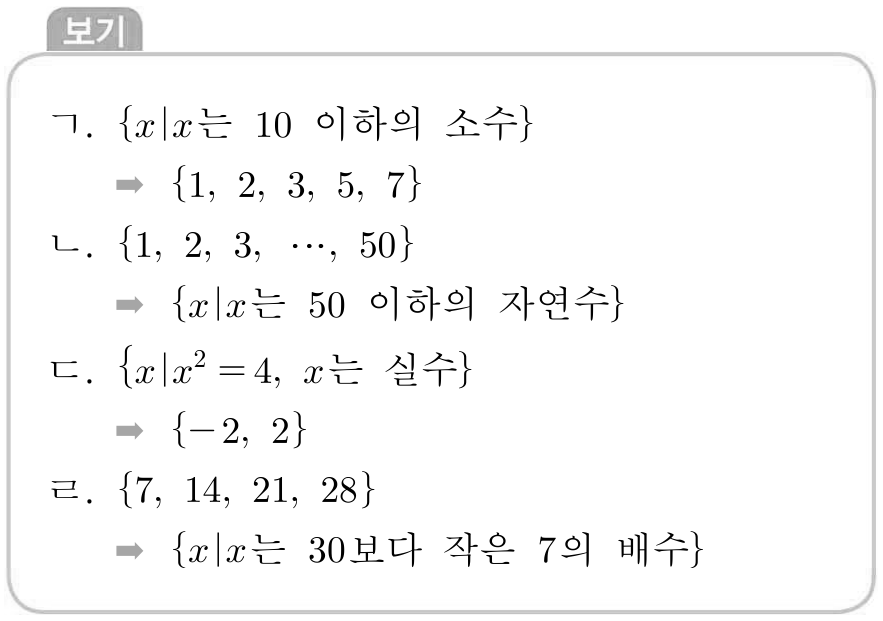 보기
ㄱ. {x|x는 10 이하의 소수}
➡ {1, 2, 3, 5, 7}
ㄴ. {1, 2, 3, ⋯, 50}
➡ {x|x는 50 이하의 자연수}
ㄷ. {x|x²=4, x는 실수}
➡ {−2, 2}
ㄹ. {7, 14, 21, 28}
➡ {x|x는 30보다 작은 7의 배수}